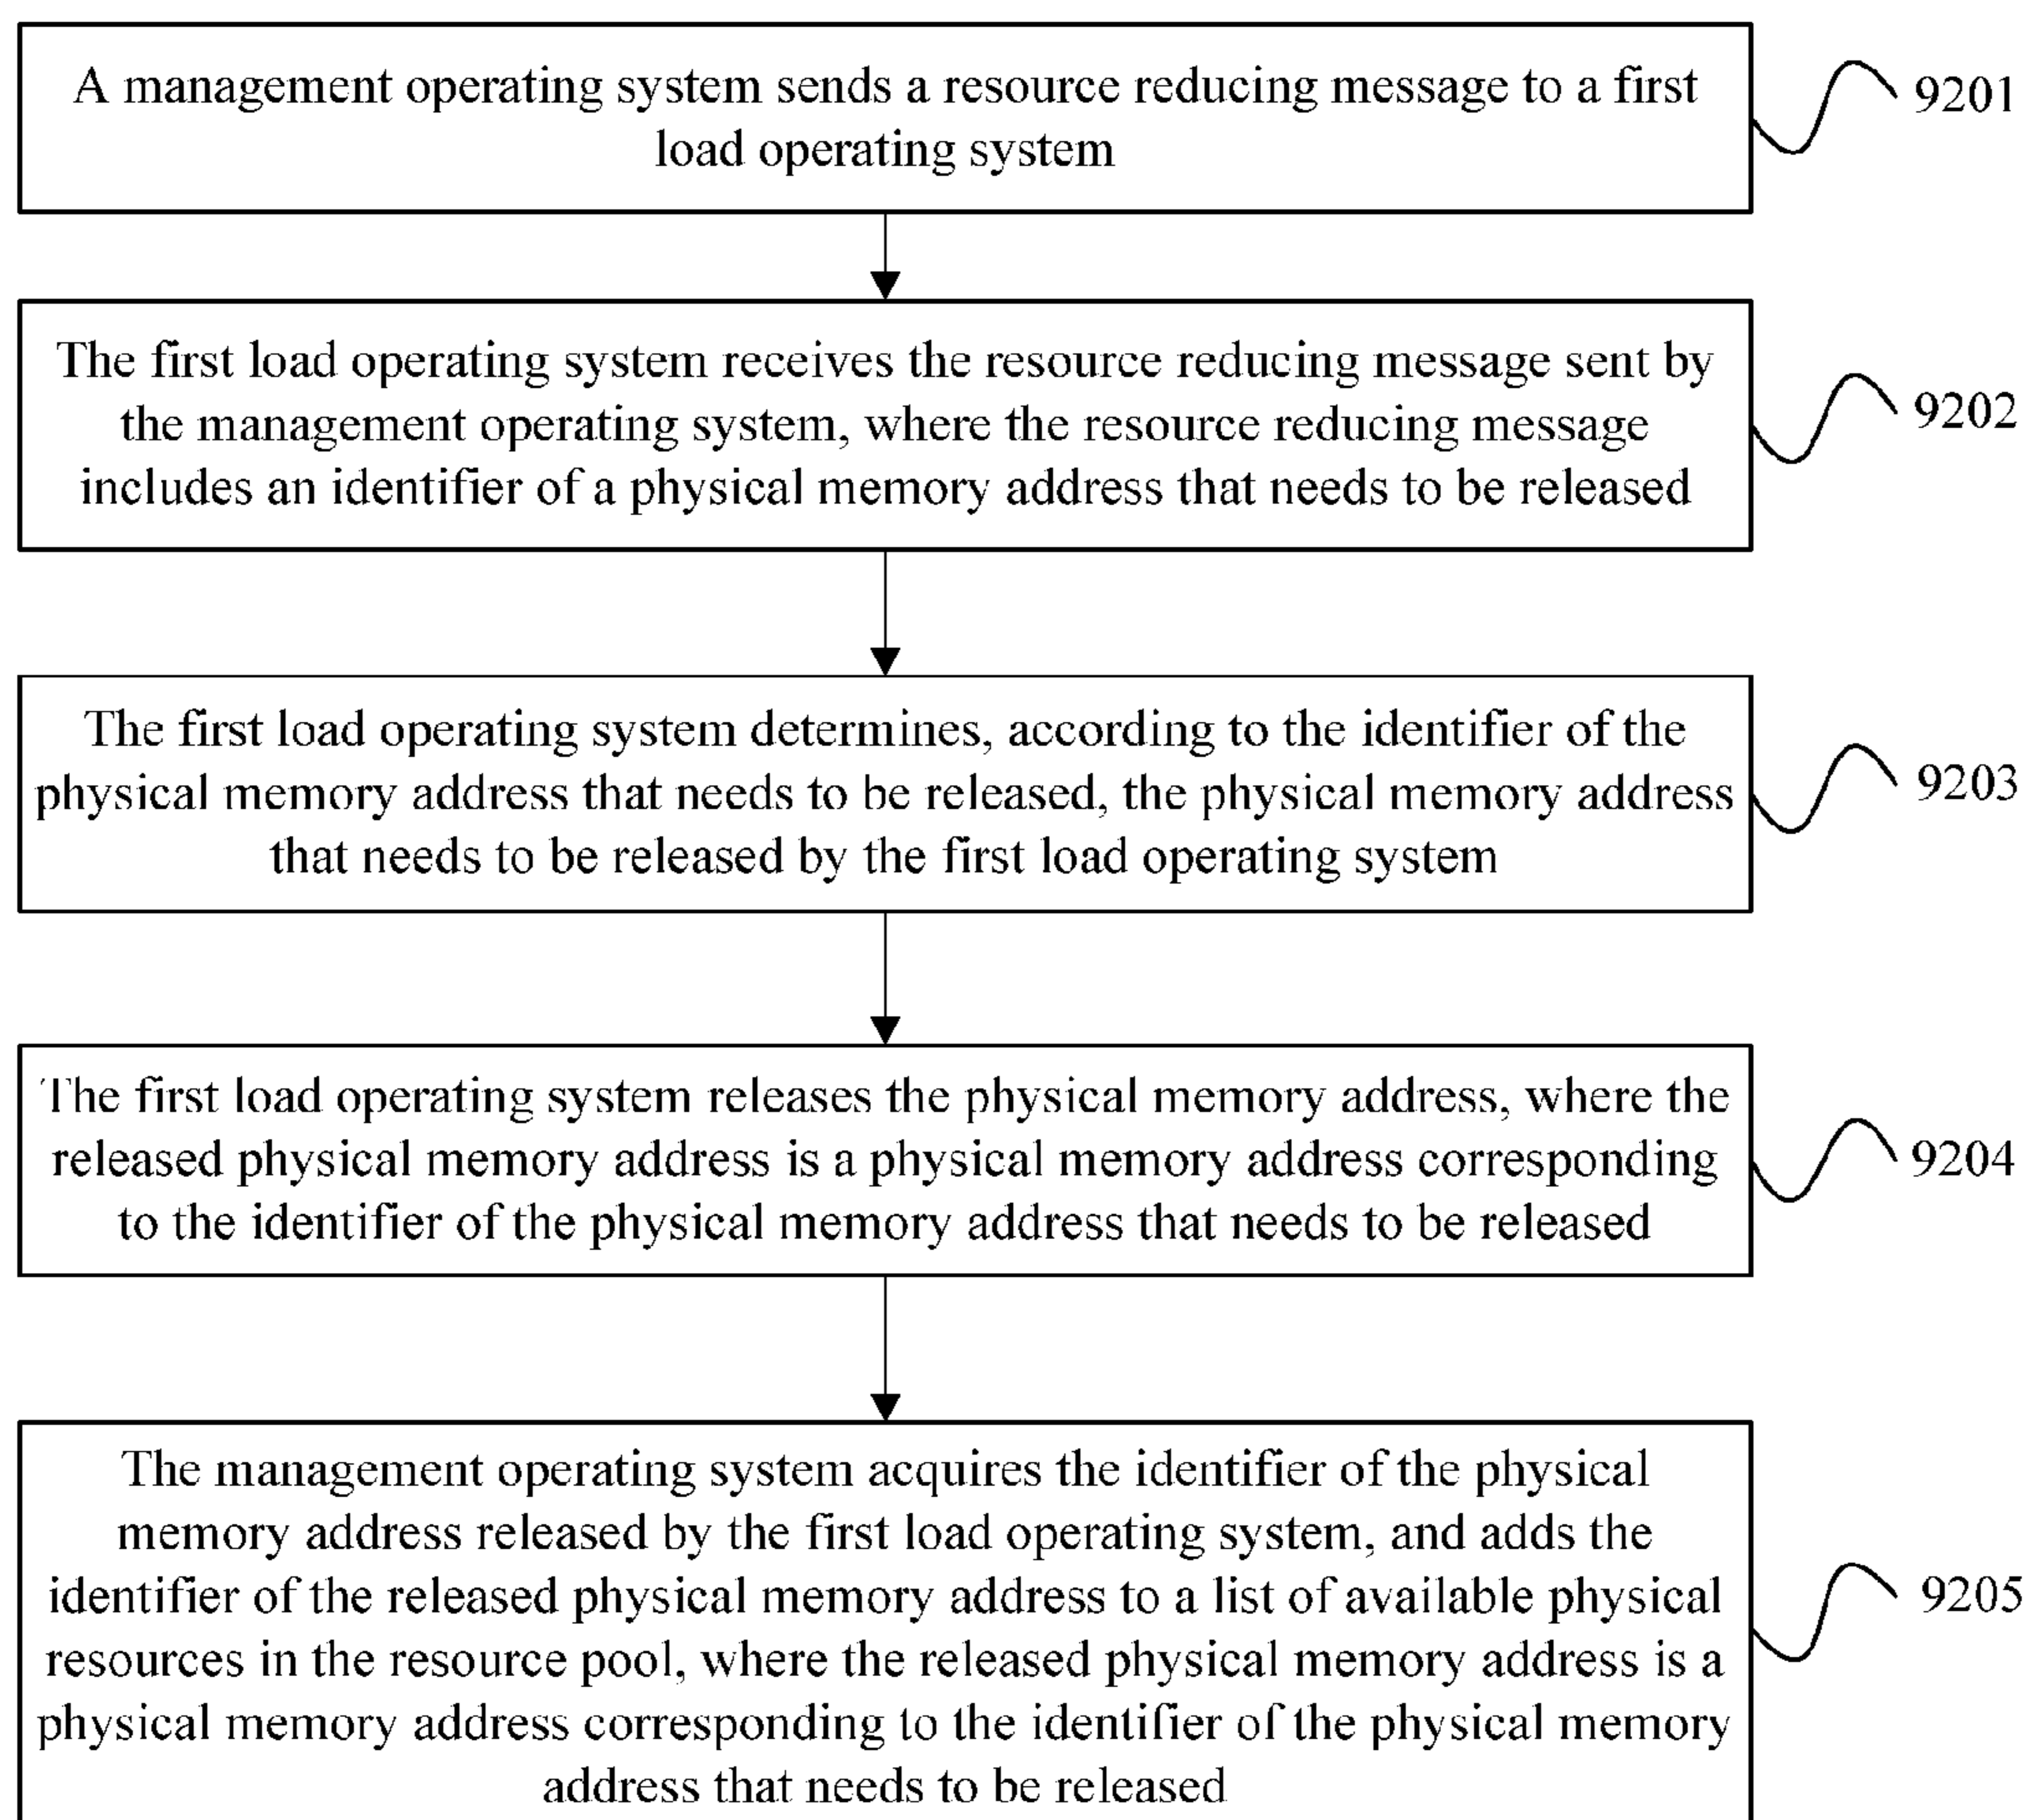 A management operating system sends a resource reducing message to a first
load operating system
9201
The first load operating system receives the resource reducing message sent by
the management operating system, where the resource reducing message
includes an identifier of a physical memory address that needs to be released
9202
The first load operating system determines, according to the identifier of the
physical memory address that needs to be released, the physical memory address
that needs to be released by the first load operating system
9203
The first load operating system releases the physical memory address, where the
released physical memory address is a physical memory address corresponding
to the identifier of the physical memory address that needs to be released
9204
The management operating system acquires the identifier of the physical
memory address released by the first load operating system, and adds the
identifier of the released physical memory address to a list of available physical
resources in the resource pool, where the released physical memory address is a
physical memory address corresponding to the identifier of the physical memory
address that needs to be released
9205